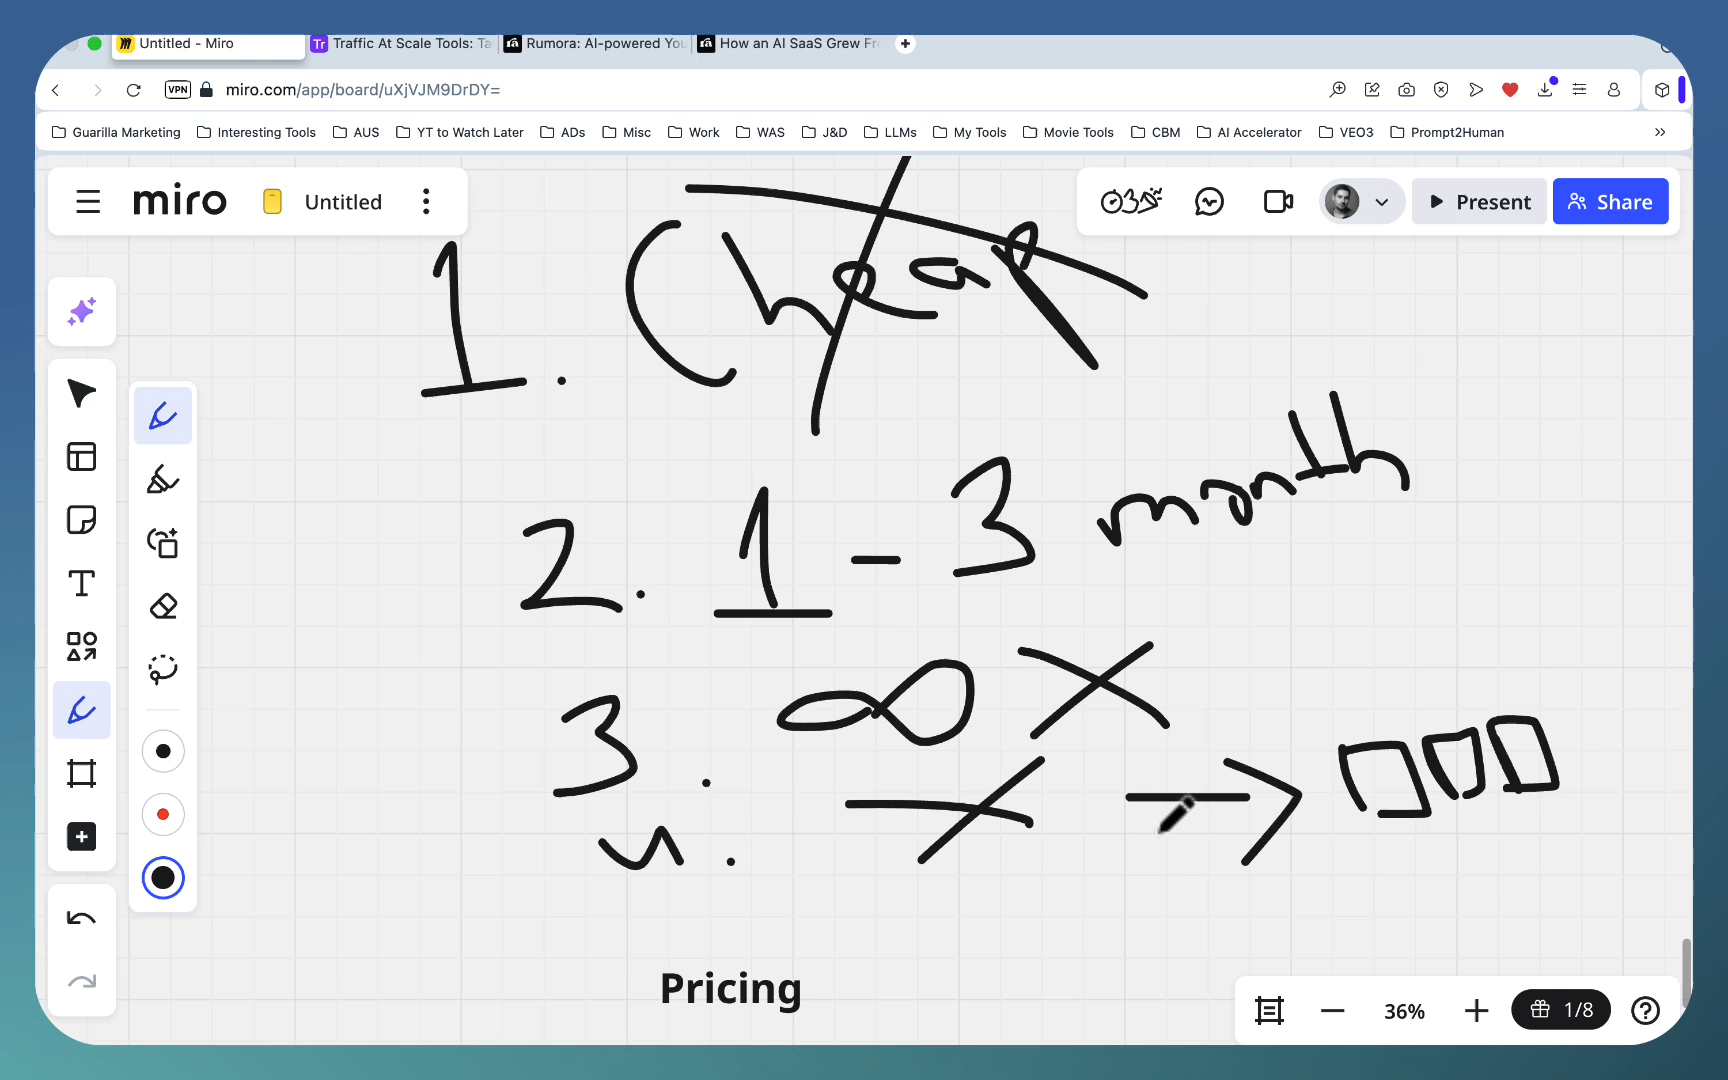 Untitled - Miro
Traffic At Scale Tools: Ta
Rumora: AI-powered You
How an AI SaaS Grew Fr
VPN
miro.com/app/board/uXjVJM9DrDY=
Guarilla Marketing
Interesting Tools
AUS
YT to Watch Later
ADs
Misc
Work
WAS
J&D
LLMs
My Tools
Movie Tools
CBM
AI Accelerator
VEO3
Prompt2Human
miro
Untitled
Present
Share
1. Cheap
2. 1 - 3 month
3. ∞
4.
Pricing
36%
1/8